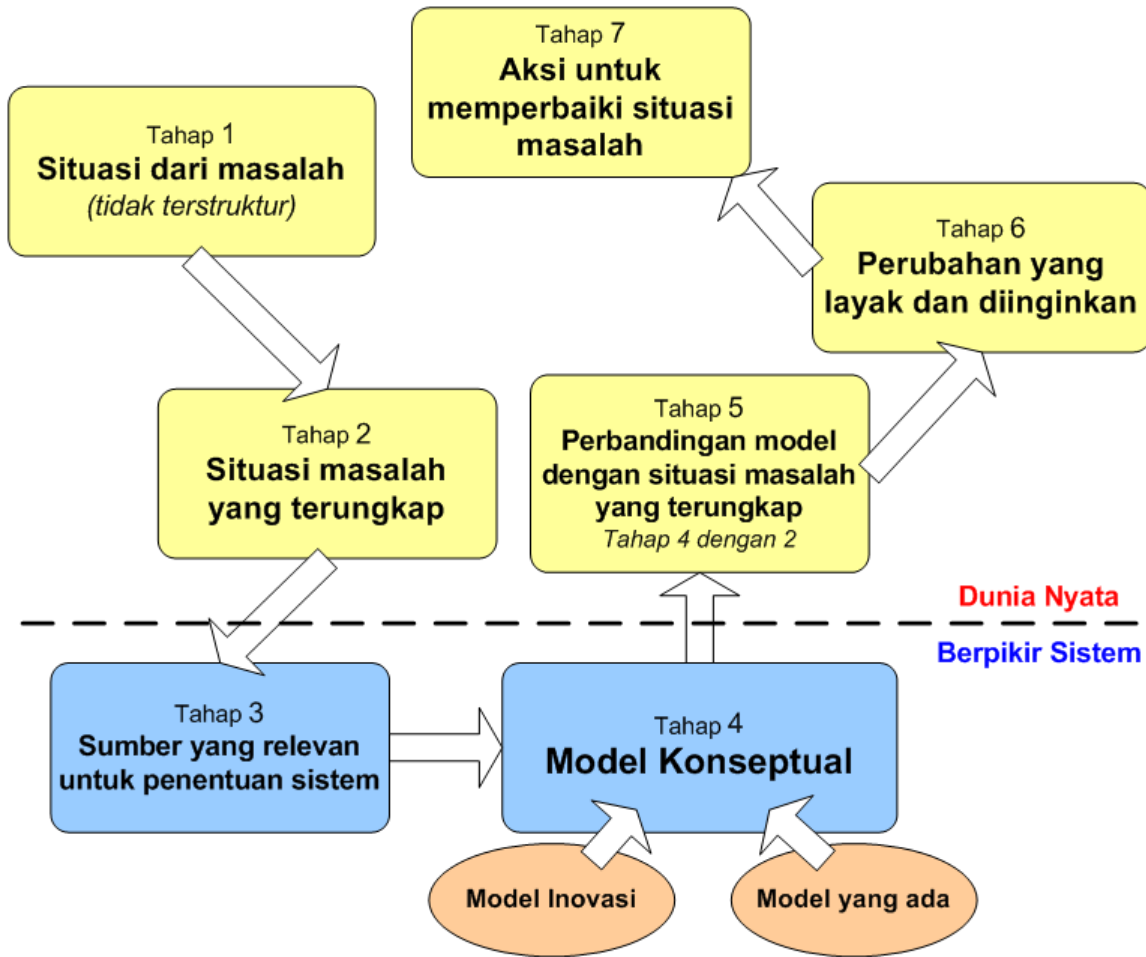 Tahap 1
Situasi dari masalah
(tidak terstruktur)
Tahap 2
Situasi masalah
yang terungkap
Tahap 3
Sumber yang relevan
untuk penentuan sistem
Tahap 4
Model Konseptual
Model Inovasi
Model yang ada
Tahap 5
Perbandingan model
dengan situasi masalah
yang terungkap
Tahap 4 dengan 2
Tahap 6
Perubahan yang
layak dan diinginkan
Tahap 7
Aksi untuk
memperbaiki situasi
masalah
Dunia Nyata
Berpikir Sistem